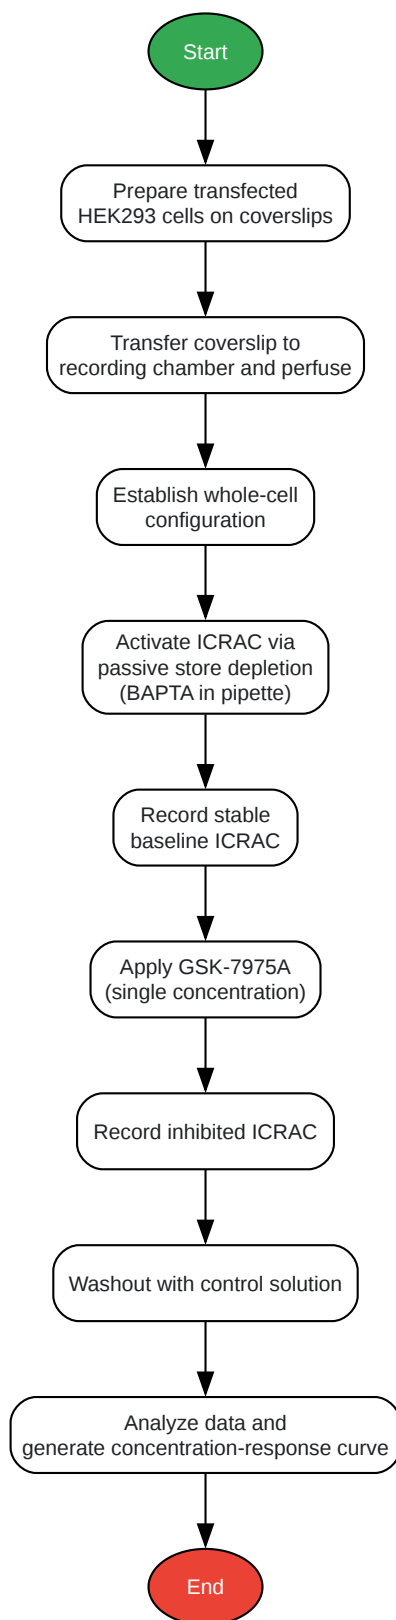 Start
Prepare transfected
HEK293 cells on coverslips
Transfer coverslip to
recording chamber and perfuse
Establish whole-cell
configuration
Activate ICRAC via
passive store depletion
(BAPTA in pipette)
Record stable
baseline ICRAC
Apply GSK-7975A
(single concentration)
Record inhibited ICRAC
Washout with control solution
Analyze data and
generate concentration-response curve
End